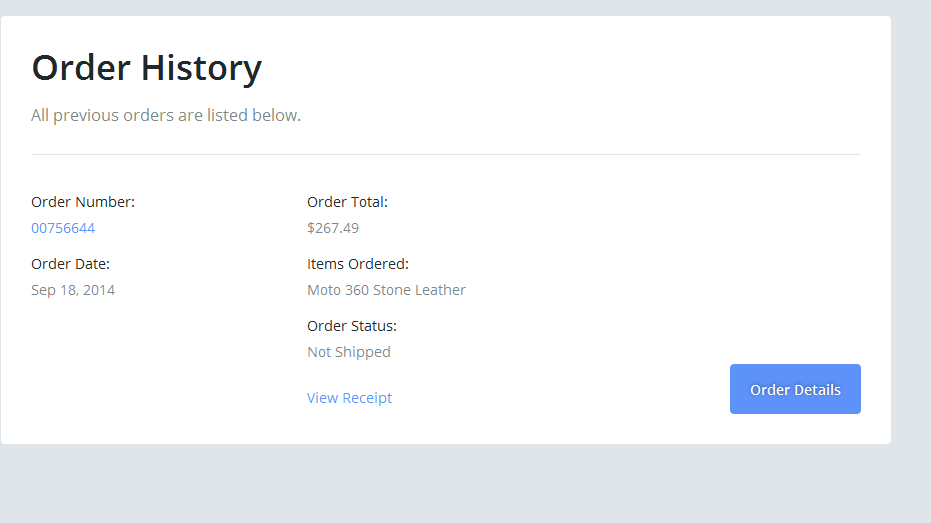 Order History
All previous orders are listed below.
Order Number:
00756644
Order Date:
Sep 18, 2014
Order Total:
$267.49
Items Ordered:
Moto 360 Stone Leather
Order Status:
Not Shipped
View Receipt
Order Details